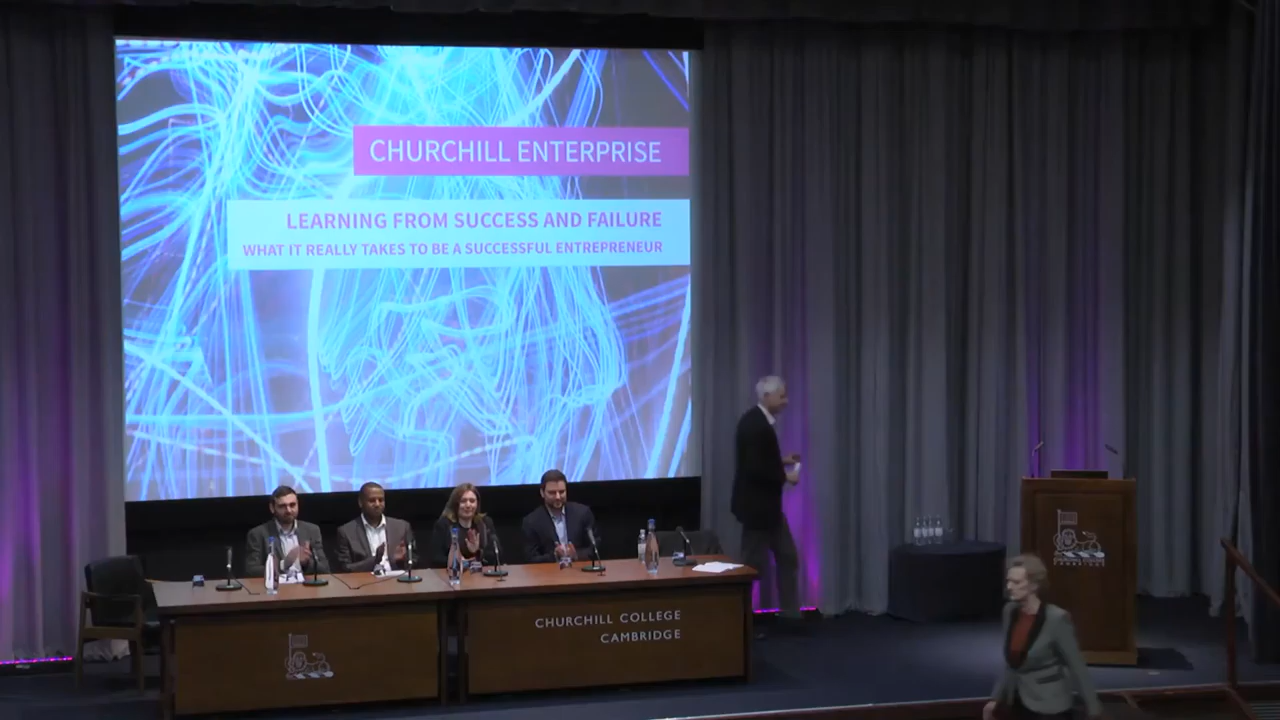 CHURCHILL ENTERPRISE
LEARNING FROM SUCCESS AND FAILURE
WHAT IT REALLY TAKES TO BE A SUCCESSFUL ENTREPRENEUR
CHURCHILL COLLEGE
CAMBRIDGE